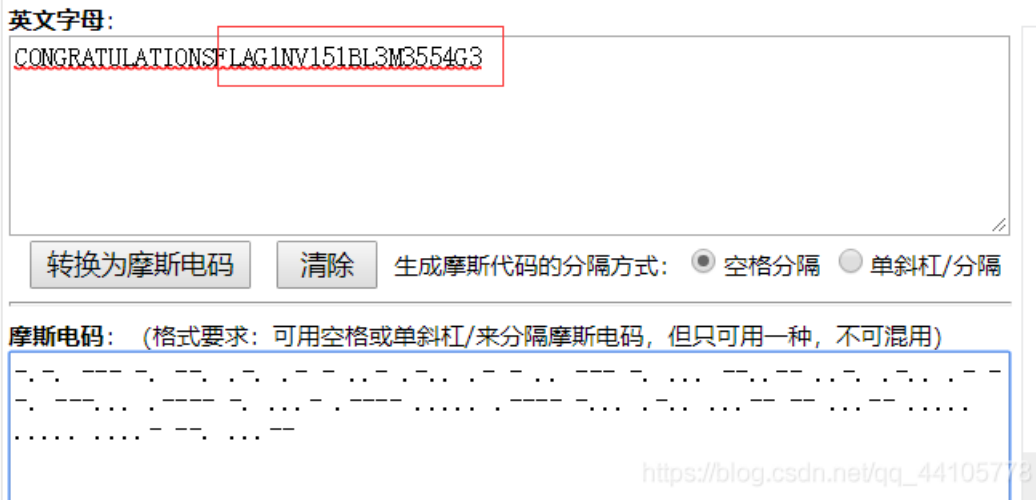 英文字母:
CONGRATULATIONSFLAG1NV151BL3M3554G3
转换为摩斯电码 清除 生成摩斯代码的分隔方式： 空格分隔 单斜杠/分隔
摩斯电码： （格式要求：可用空格或单斜杠/来分隔摩斯电码，但只可用一种，不可混用）
-.-. --- -. --. .-. .- - ..- .-.. .- - .. --- -. ... --..-- ..-. .-.. .- -
-. ---... .---- -. ...- .---- ..... .---- -... .-.. ...-- -- ...-- .....
..... ....- --. ...--
https://blog.csdn.net/qq_44105778